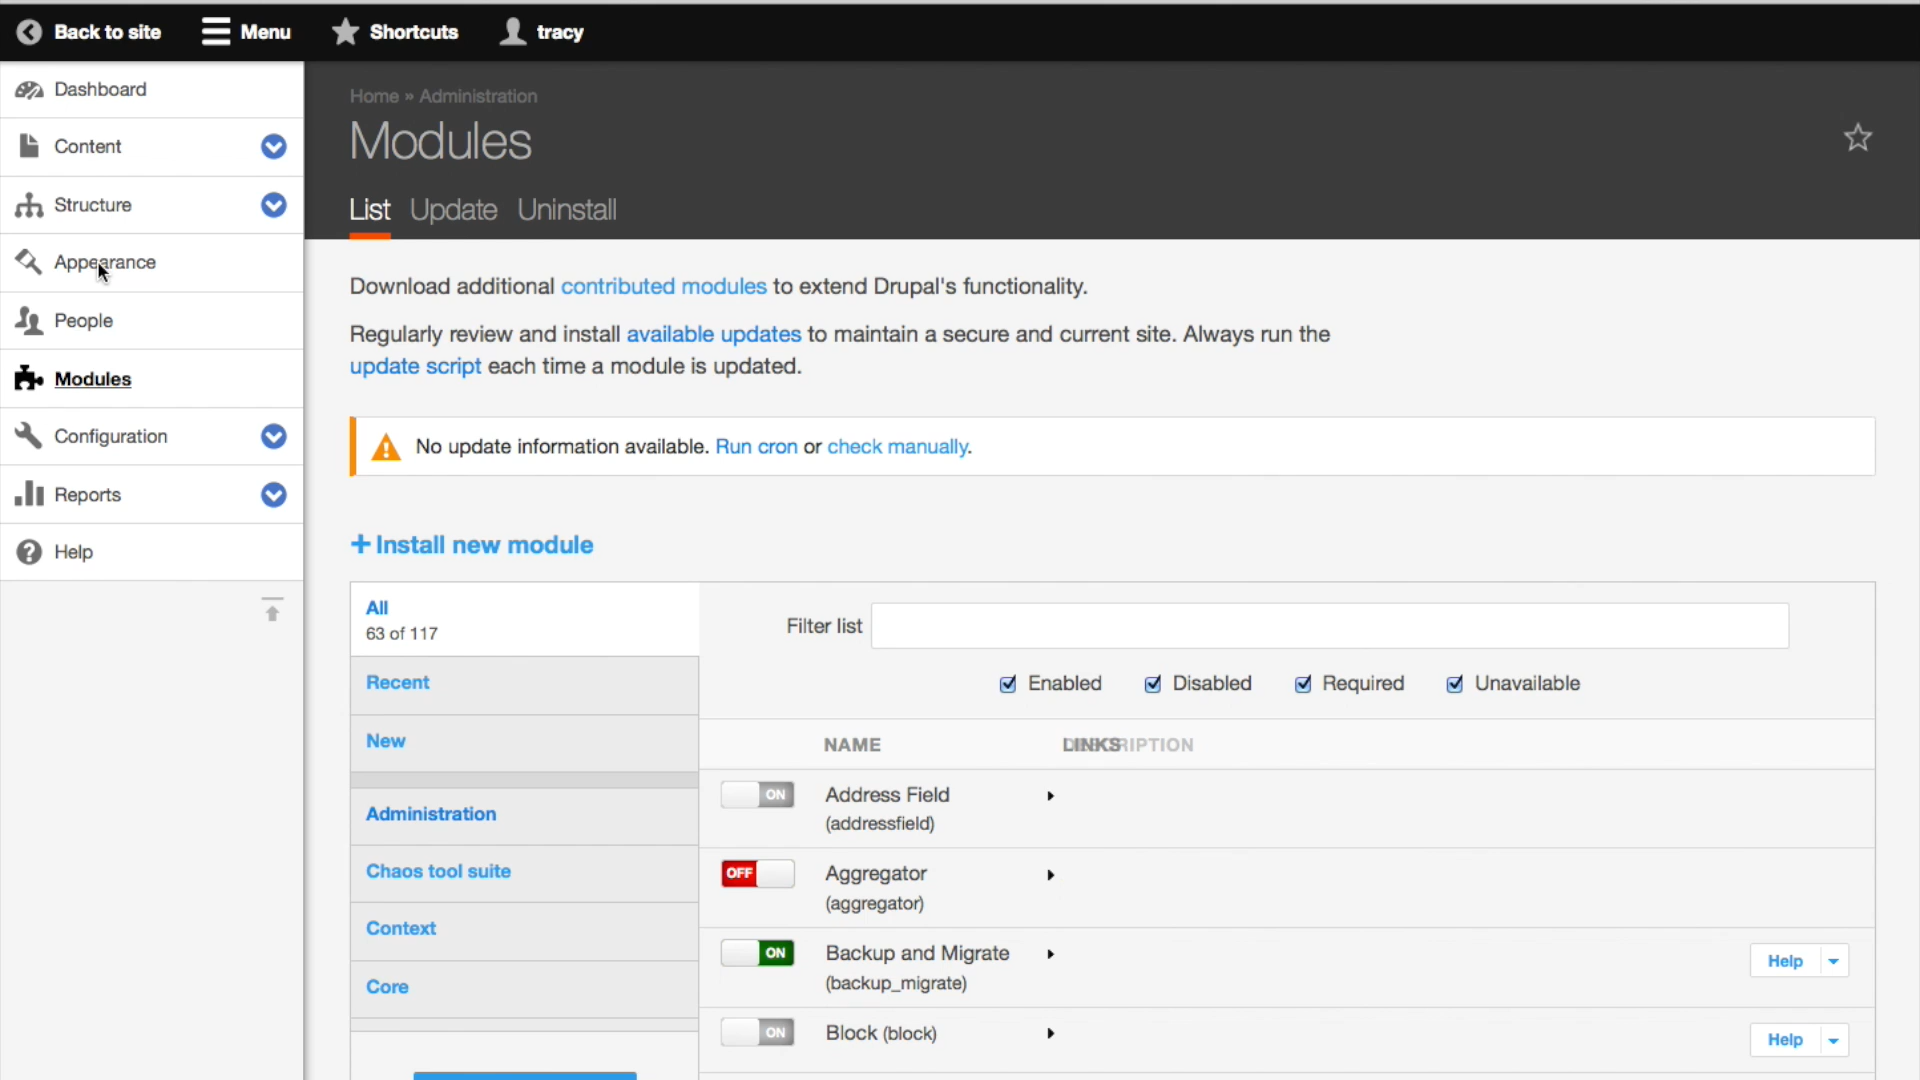 Back to site Menu Shortcuts tracy
Dashboard
Content
Structure
Appearance
People
Modules
Configuration
Reports
Help
Home » Administration
Modules
List Update Uninstall
Download additional contributed modules to extend Drupal's functionality.
Regularly review and install available updates to maintain a secure and current site. Always run the
update script each time a module is updated.
No update information available. Run cron or check manually.
+ Install new module
All
63 of 117
Recent
New
Administration
Chaos tool suite
Context
Core
Filter list
Enabled Disabled Required Unavailable
NAME LINKS
ON Address Field
(addressfield)
OFF Aggregator
(aggregator)
ON Backup and Migrate Help
(backup_migrate)
ON Block (block) Help